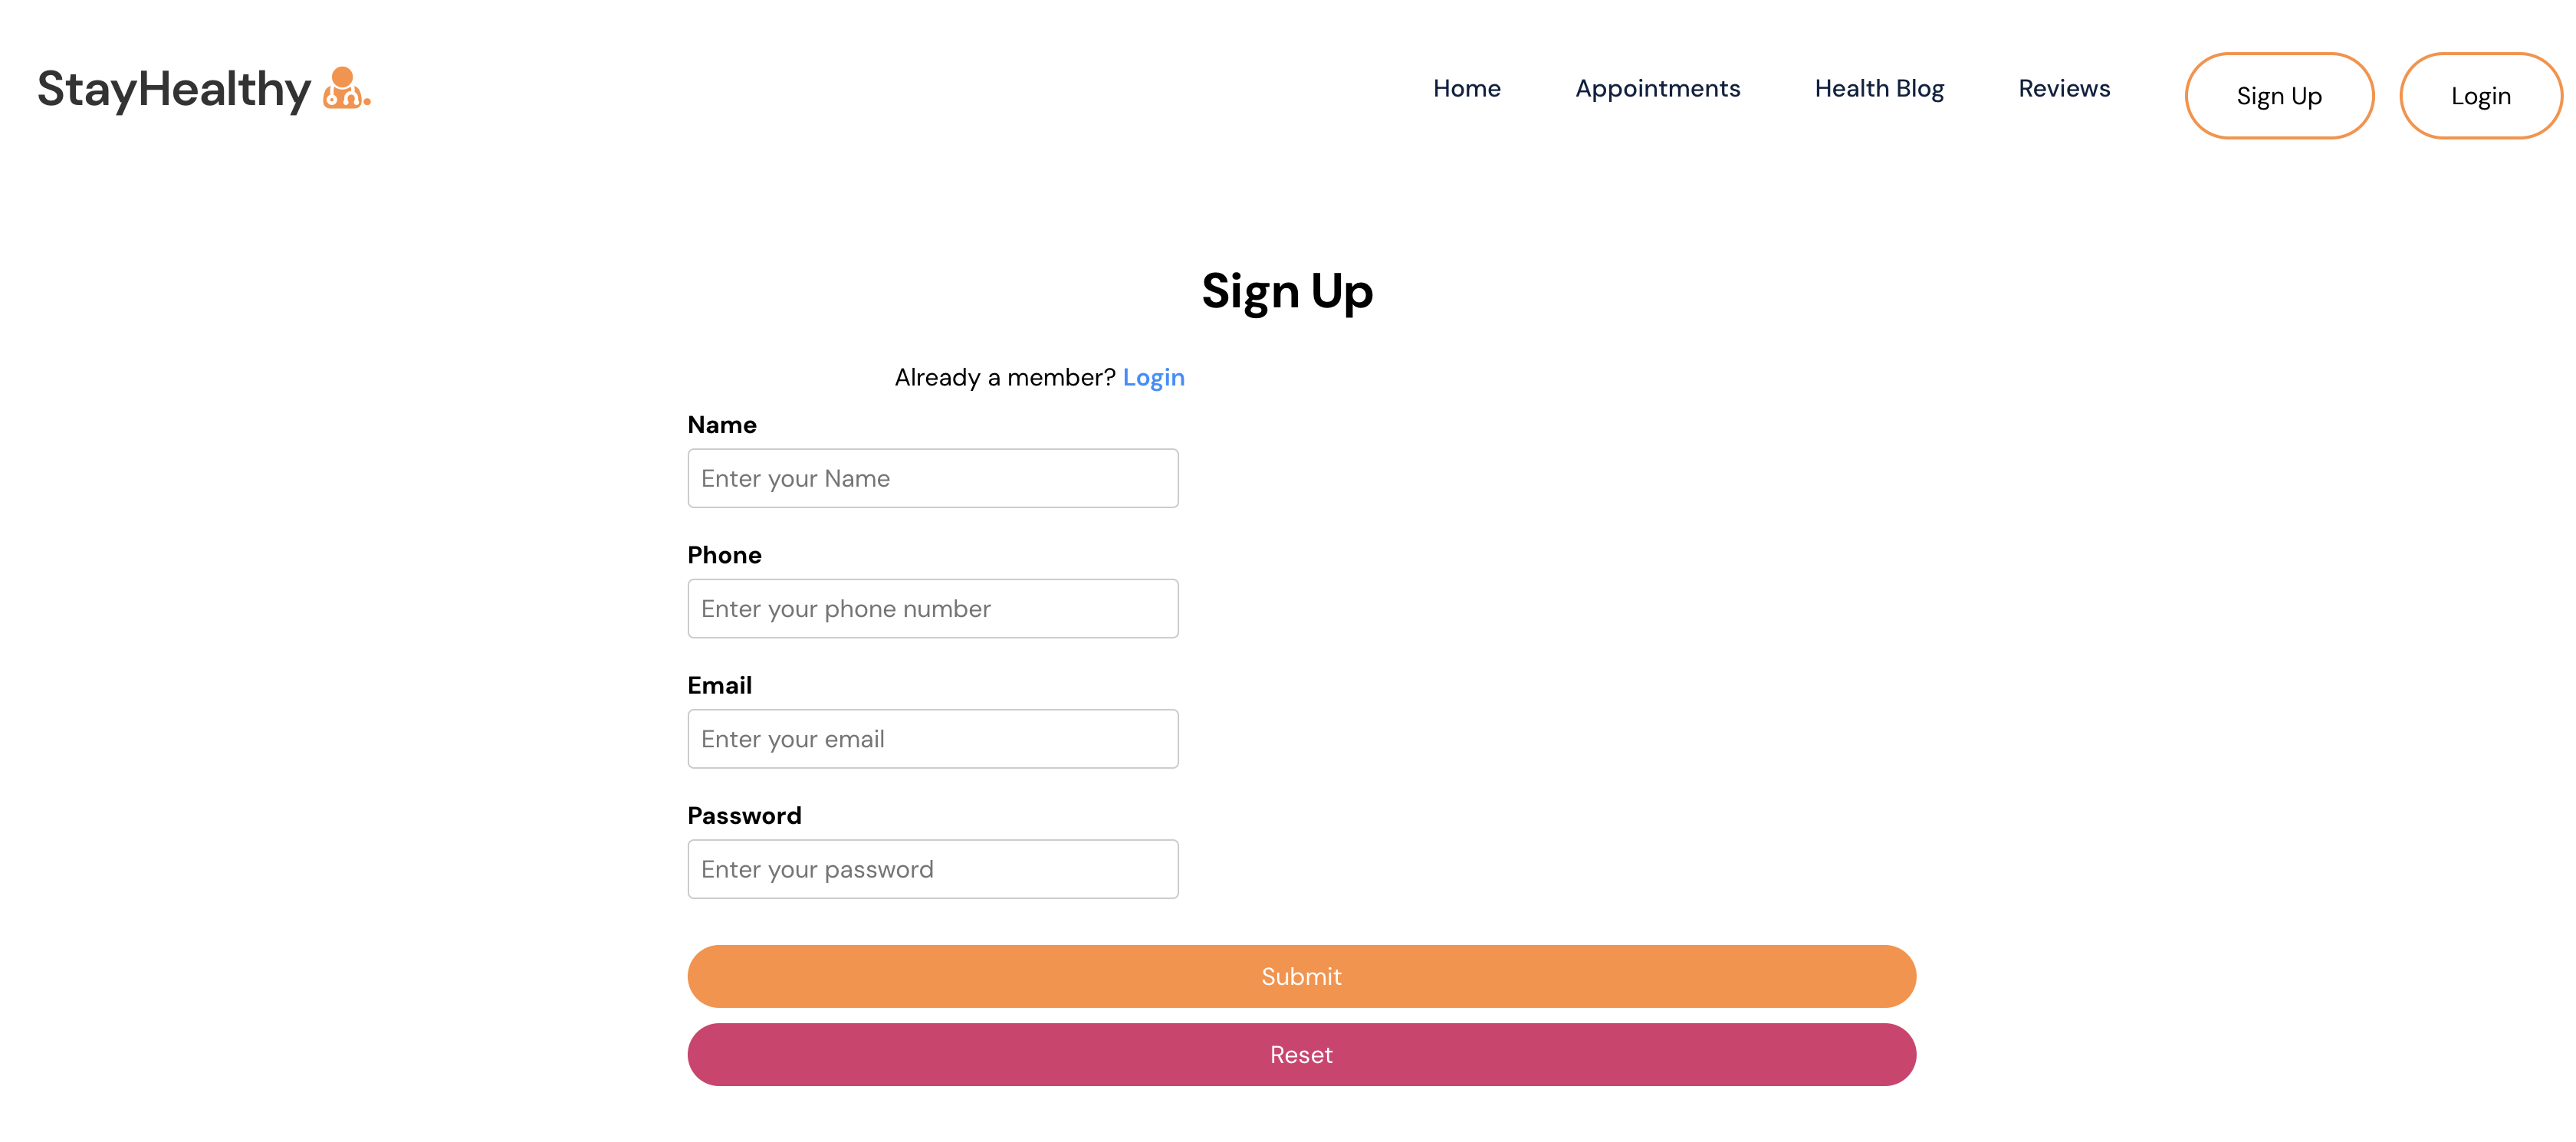 StayHealthy
Home Appointments Health Blog Reviews Sign Up Login
Sign Up
Already a member? Login
Name
Enter your Name
Phone
Enter your phone number
Email
Enter your email
Password
Enter your password
Submit
Reset